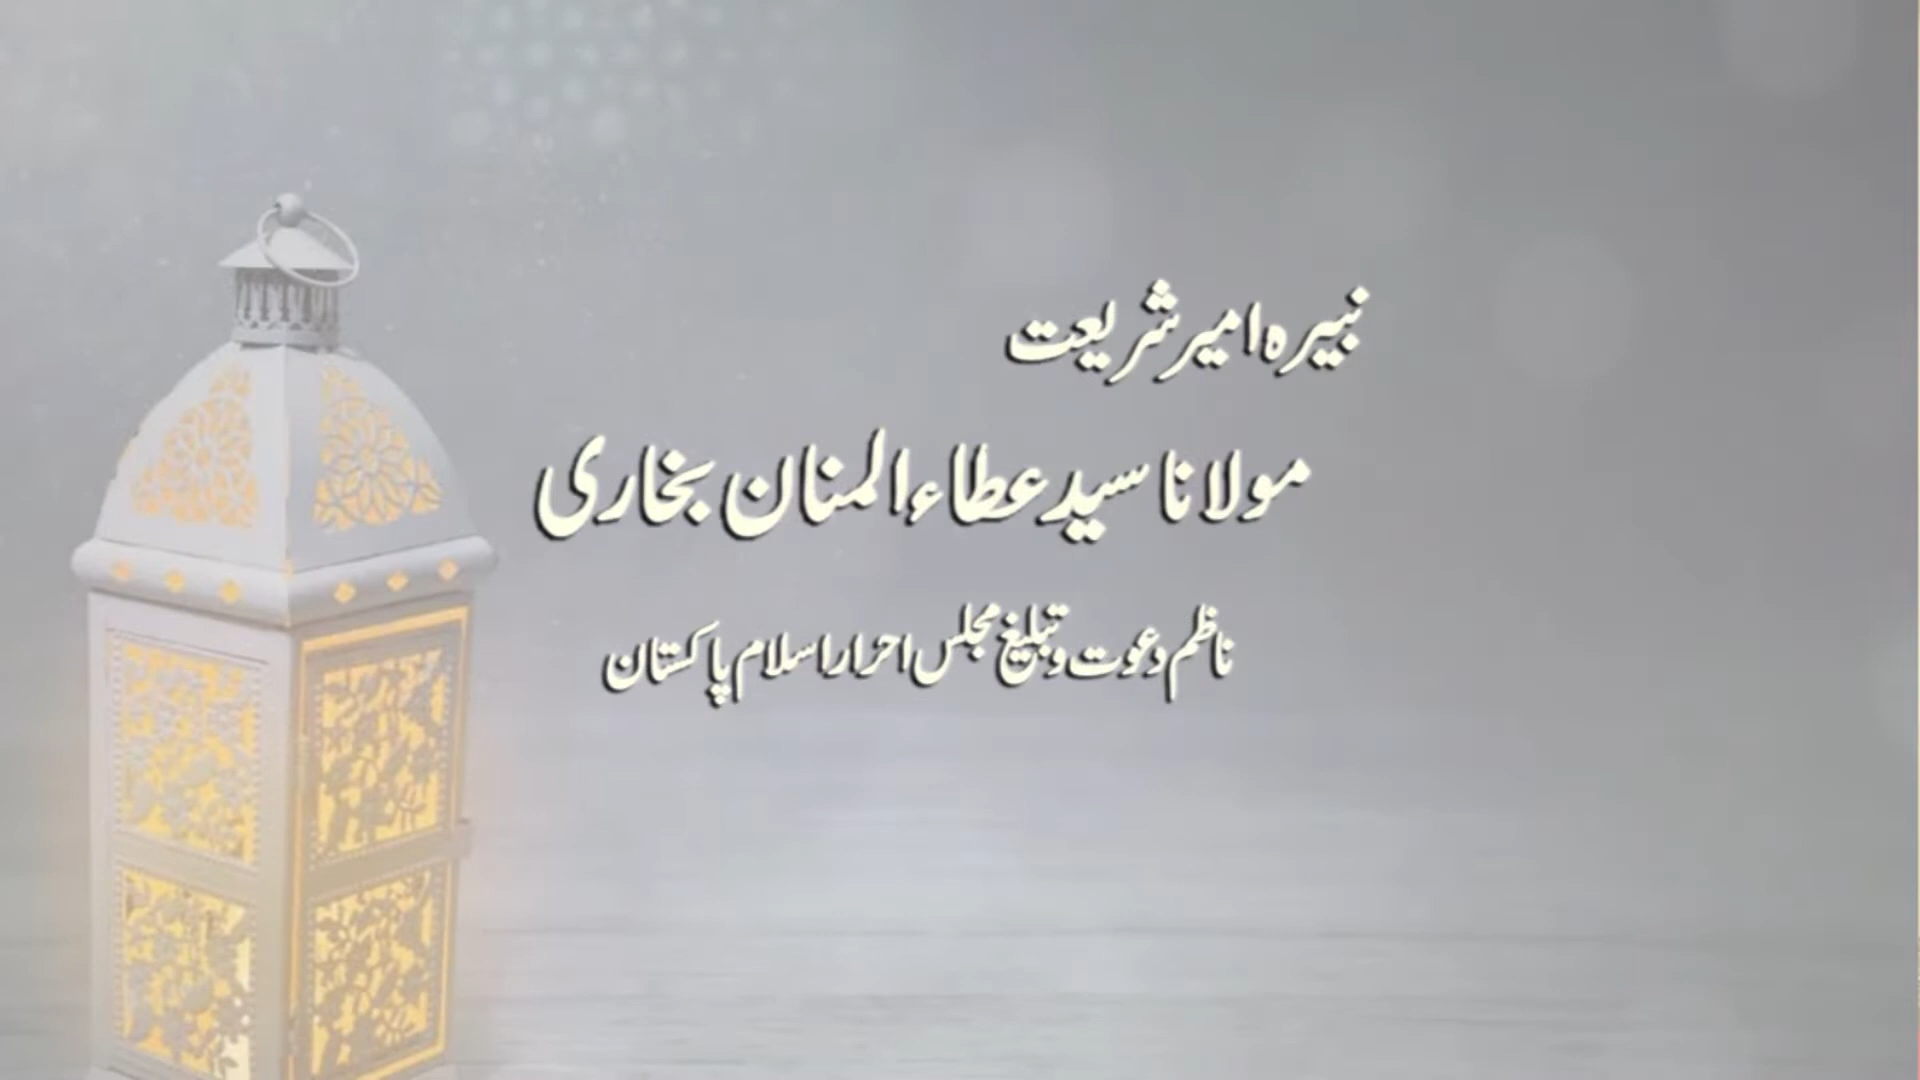 نبیرہ امیر شریعت
مولانا سید عطاء المنان بخاری
ناظم دعوت و تبلیغ مجلس احرار اسلام پاکستان